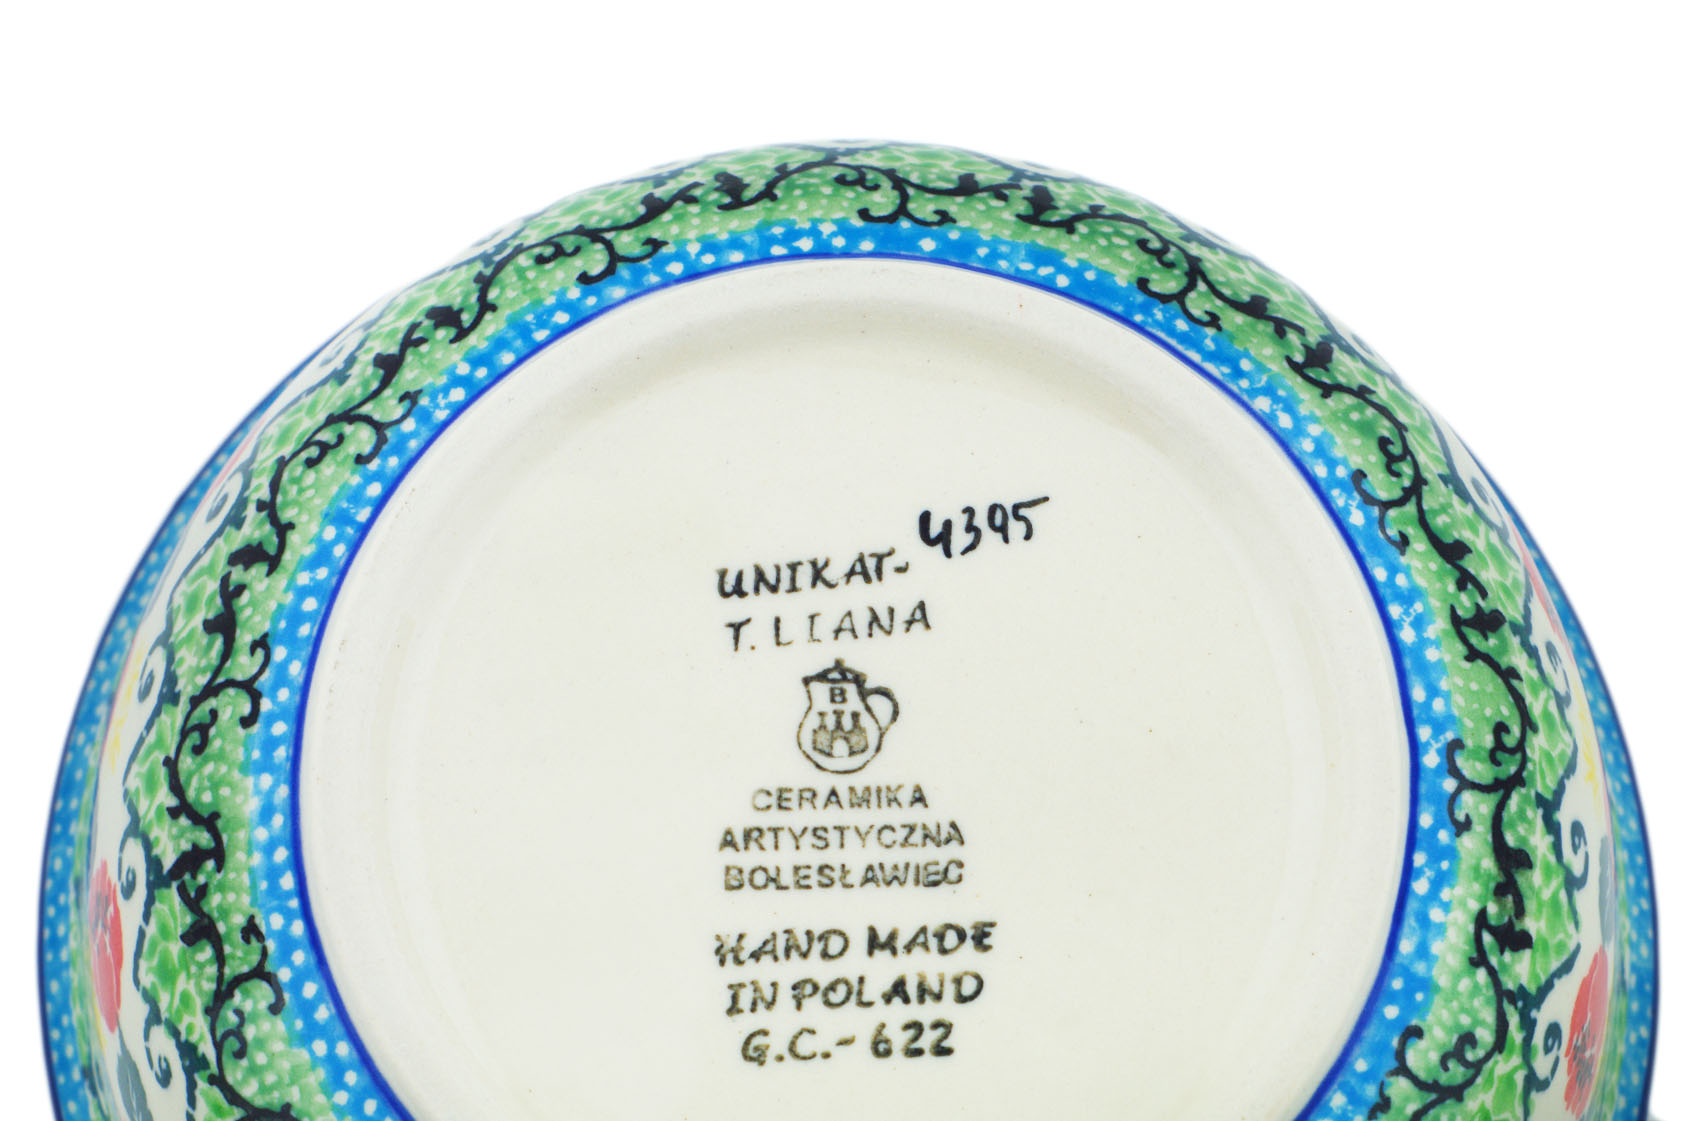 UNIKAT- 4395
T. LIANA
B
CERAMIKA
ARTYSTYCZNA
BOLESŁAWIEC
HAND MADE
IN POLAND
G.C.-622